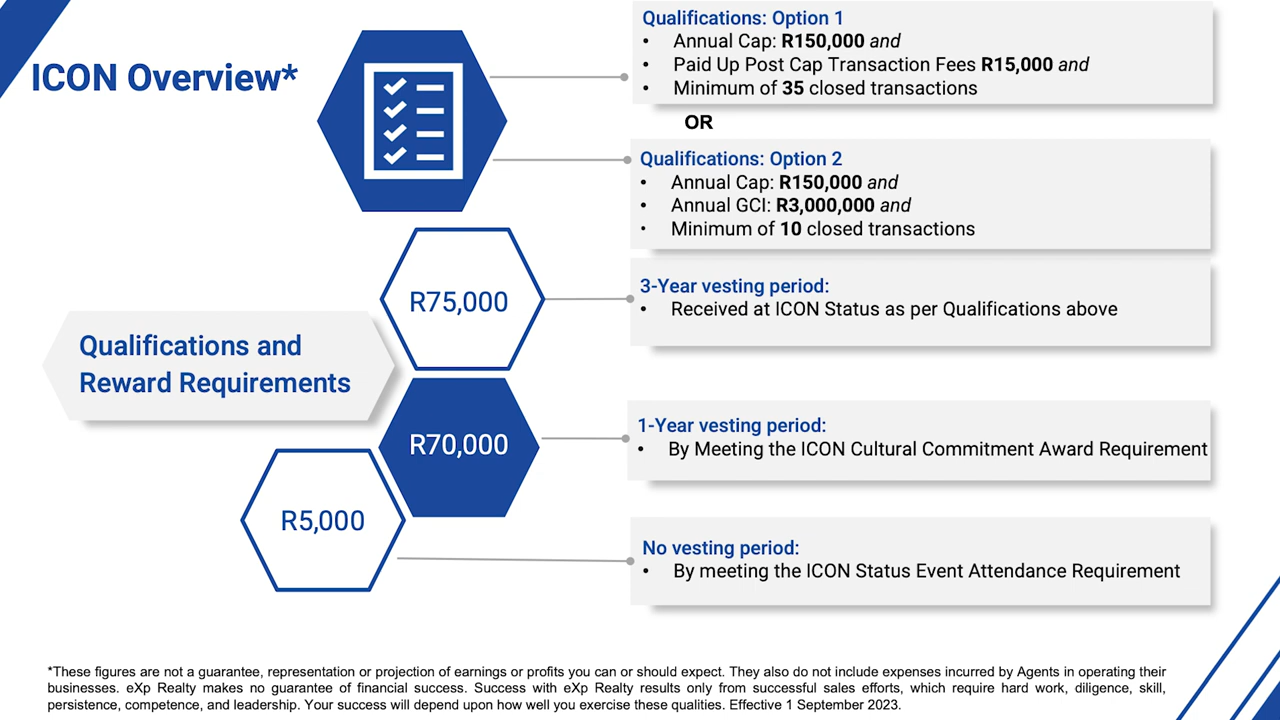 ICON Overview*
Qualifications: Option 1
• Annual Cap: R150,000 and
• Paid Up Post Cap Transaction Fees R15,000 and
• Minimum of 35 closed transactions
OR
Qualifications: Option 2
• Annual Cap: R150,000 and
• Annual GCI: R3,000,000 and
• Minimum of 10 closed transactions
R75,000
3-Year vesting period:
• Received at ICON Status as per Qualifications above
Qualifications and
Reward Requirements
R70,000
1-Year vesting period:
• By Meeting the ICON Cultural Commitment Award Requirement
R5,000
No vesting period:
• By meeting the ICON Status Event Attendance Requirement
*These figures are not a guarantee, representation or projection of earnings or profits you can or should expect. They also do not include expenses incurred by Agents in operating their
businesses. eXp Realty makes no guarantee of financial success. Success with eXp Realty results only from successful sales efforts, which require hard work, diligence, skill,
persistence, competence, and leadership. Your success will depend upon how well you exercise these qualities. Effective 1 September 2023.